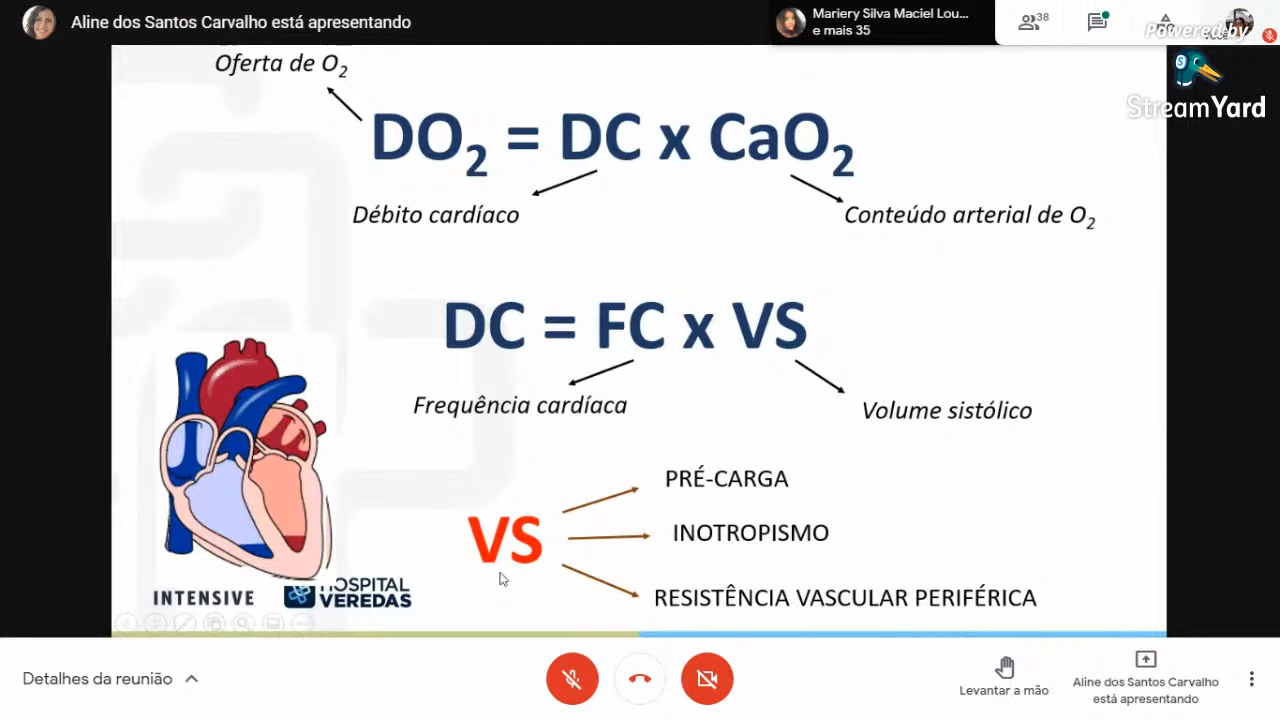 Aline dos Santos Carvalho está apresentando
Mariery Silva Maciel Lou...
e mais 35
38
Powered by
StreamYard
Oferta de O₂
DO₂ = DC x CaO₂
Débito cardíaco
Conteúdo arterial de O₂
DC = FC x VS
Frequência cardíaca
Volume sistólico
PRÉ-CARGA
VS
INOTROPISMO
RESISTÊNCIA VASCULAR PERIFÉRICA
INTENSIVE
HOSPITAL
VEREDAS
Detalhes da reunião
Levantar a mão
Aline dos Santos Carvalho
está apresentando